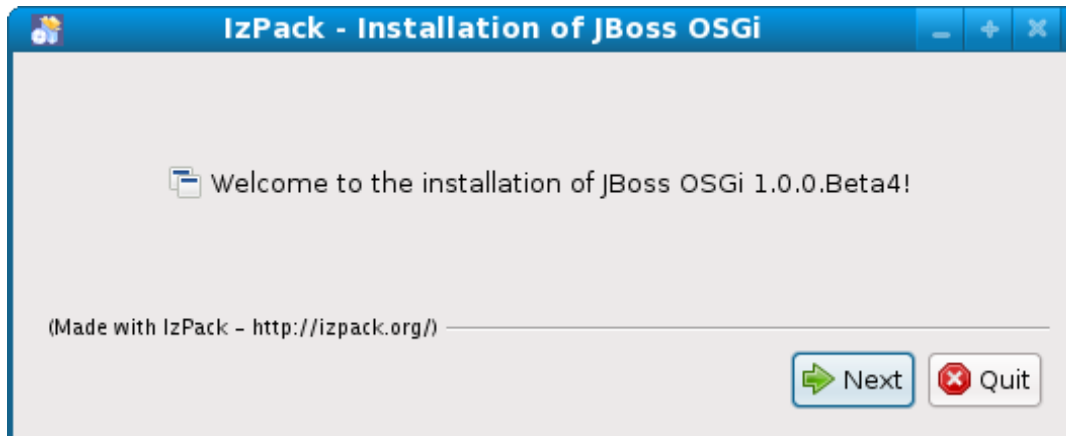 IzPack - Installation of JBoss OSGi
Welcome to the installation of JBoss OSGi 1.0.0.Beta4!
(Made with IzPack - http://izpack.org/)
Next Quit